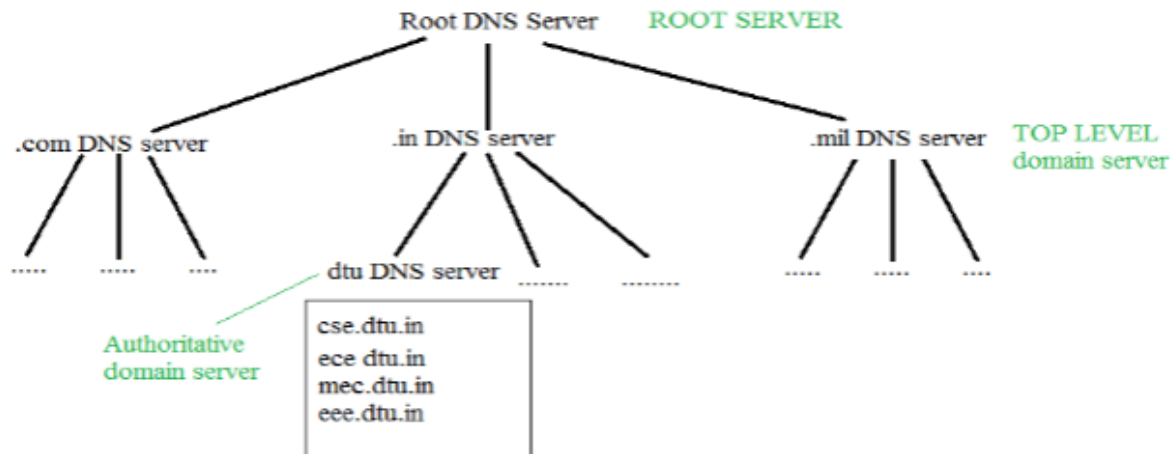 Root DNS Server ROOT SERVER
.com DNS server .in DNS server .mil DNS server TOP LEVEL
domain server
..... ..... .... dtu DNS server ....... ........ ..... ..... ....
Authoritative
domain server
cse.dtu.in
ece dtu.in
mec.dtu.in
eee.dtu.in